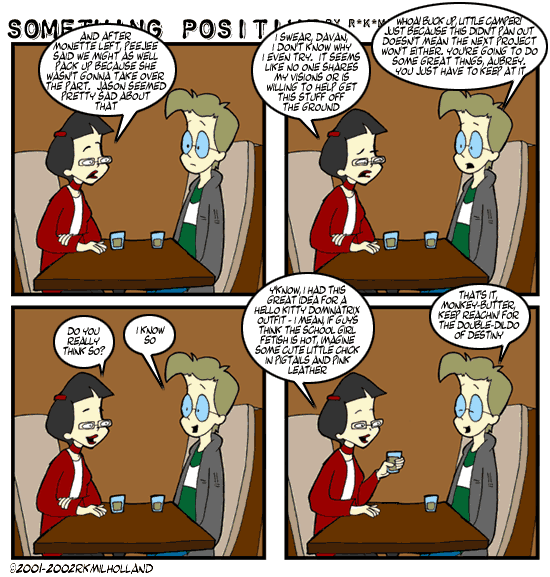 SOMETHING POSITIVE BY R*K*M
AND AFTER
MONETTE LEFT, PEEJEE
SAID WE MIGHT AS WELL
PACK UP BECAUSE SHE
WASN'T GONNA TAKE OVER
THE PART. JASON SEEMED
PRETTY SAD ABOUT
THAT
I SWEAR, DAVAN,
I DON'T KNOW WHY
I EVEN TRY. IT SEEMS
LIKE NO ONE SHARES
MY VISIONS OR IS
WILLING TO HELP GET
THIS STUFF OFF
THE GROUND
WHOA! BUCK UP, LITTLE CAMPER!
JUST BECAUSE THIS DIDN'T PAN OUT
DOESN'T MEAN THE NEXT PROJECT
WON'T EITHER. YOU'RE GOING TO DO
SOME GREAT THINGS, AUBREY.
YOU JUST HAVE TO KEEP AT IT
DO YOU
REALLY
THINK SO?
I KNOW
SO
Y'KNOW, I HAD THIS
GREAT IDEA FOR A
HELLO KITTY DOMINATRIX
OUTFIT - I MEAN, IF GUYS
THINK THE SCHOOL GIRL
FETISH IS HOT, IMAGINE
SOME CUTE LITTLE CHICK
IN PIGTAILS AND PINK
LEATHER
THAT'S IT,
MONKEY-BUTTER,
KEEP REACHIN' FOR
THE DOUBLE-DILDO
OF DESTINY
©2001-2002RKMILHOLLAND